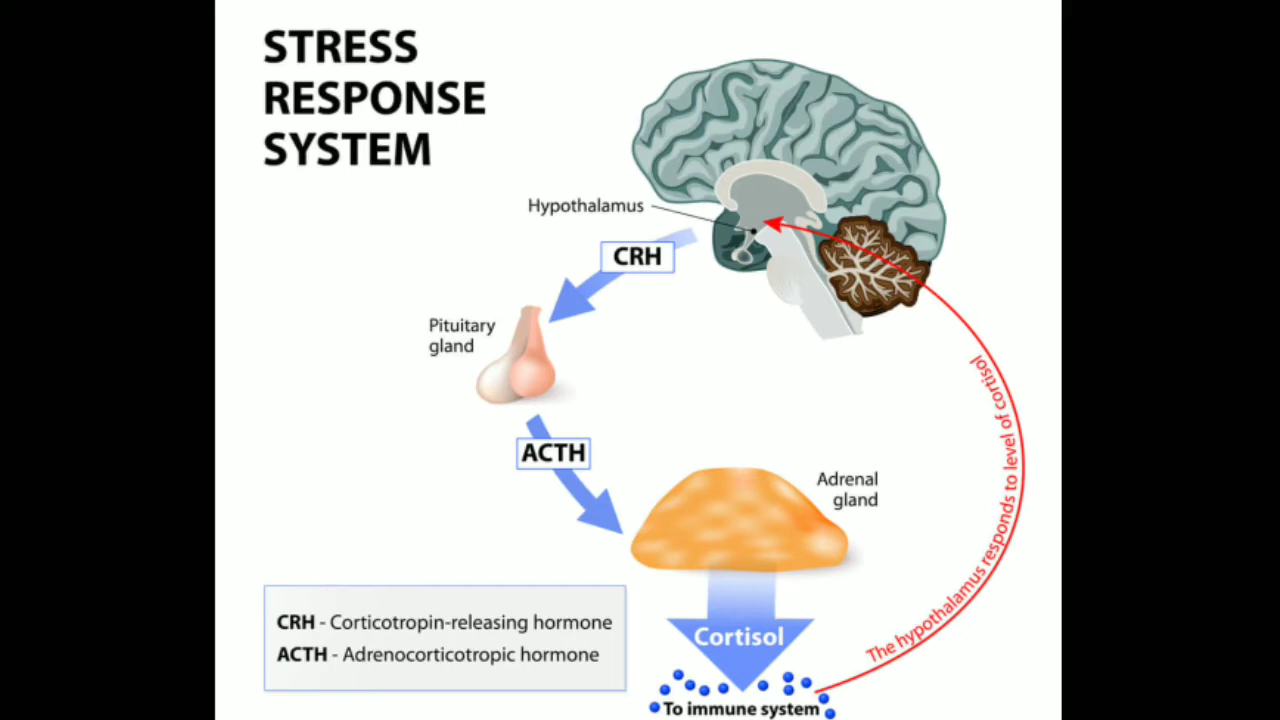 STRESS
RESPONSE
SYSTEM
Hypothalamus
CRH
Pituitary
gland
ACTH
Adrenal
gland
The hypothalamus responds to level of cortisol
CRH - Corticotropin-releasing hormone
ACTH - Adrenocorticotropic hormone
Cortisol
To immune system